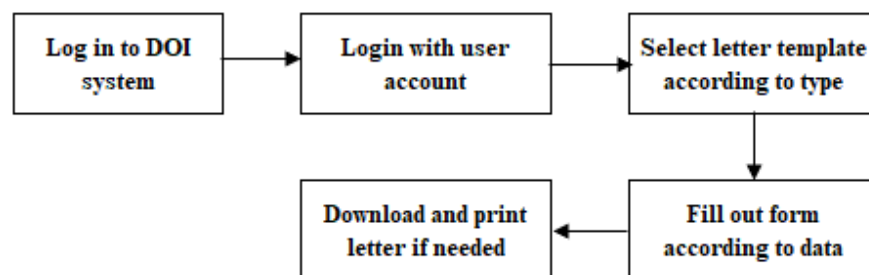 Log in to DOI
system
Login with user
account
Select letter template
according to type
Fill out form
according to data
Download and print
letter if needed